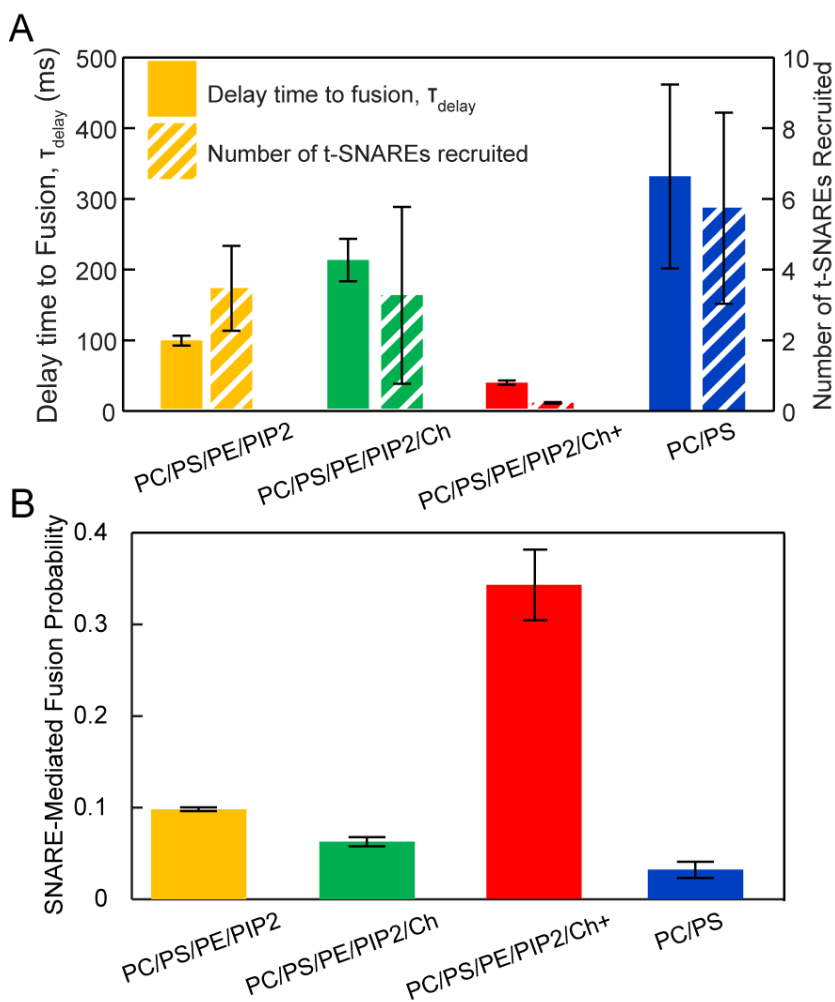 A
Delay time to Fusion, τdelay (ms)
500
400
300
200
100
0
Delay time to fusion, τdelay
Number of t-SNAREs recruited
10
8
6
4
2
0
Number of t-SNAREs Recruited
PC/PS/PE/PIP2
PC/PS/PE/PIP2/Ch
PC/PS/PE/PIP2/Ch+
PC/PS
B
SNARE-Mediated Fusion Probability
0.4
0.3
0.2
0.1
0
PC/PS/PE/PIP2
PC/PS/PE/PIP2/Ch
PC/PS/PE/PIP2/Ch+
PC/PS